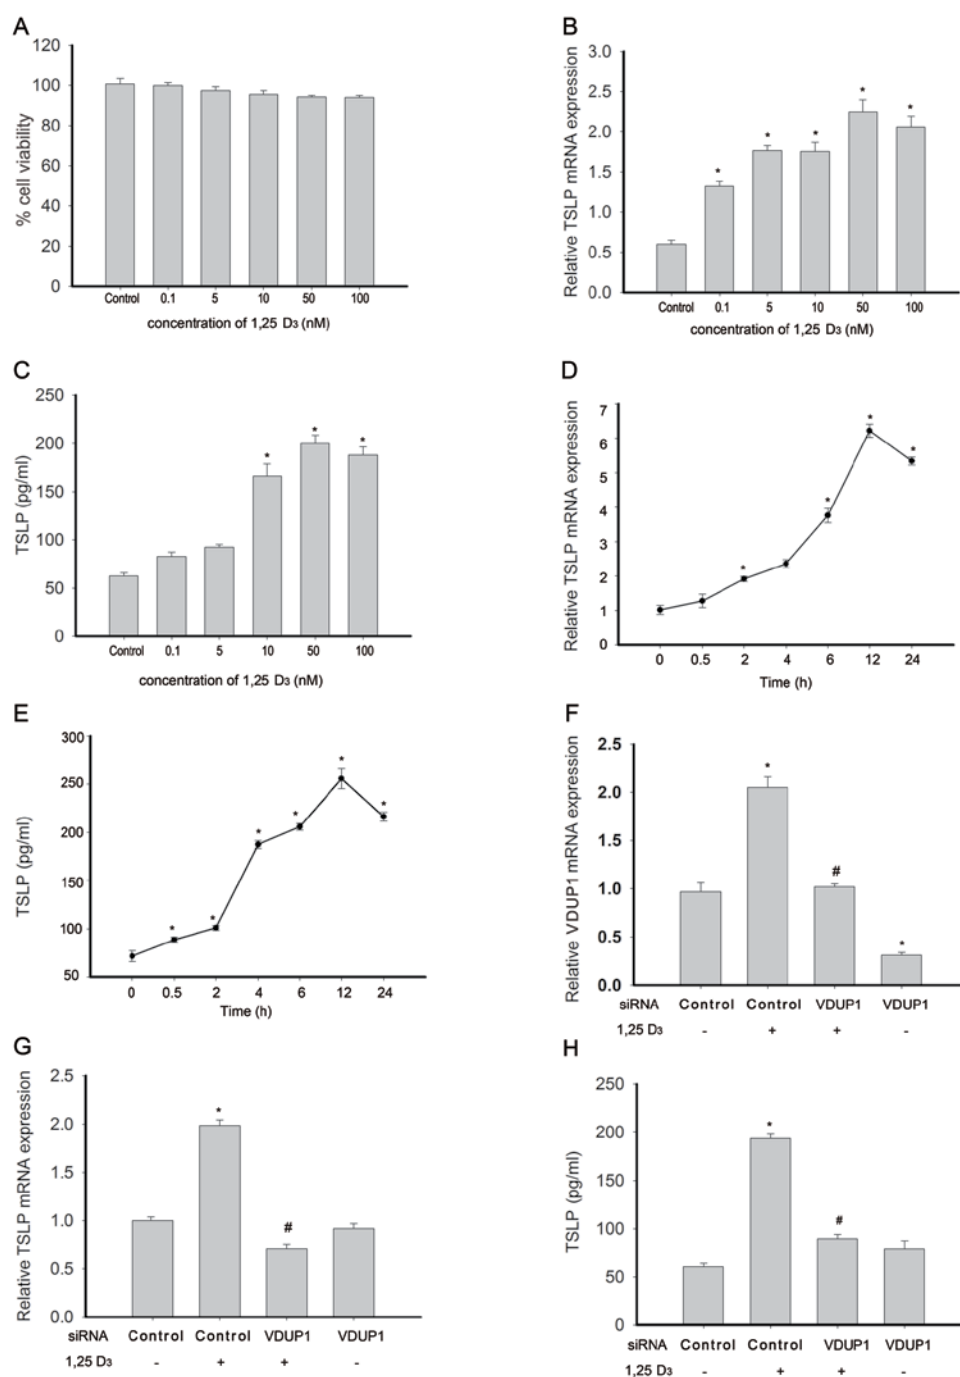 A
120
100
80
60
40
20
0
% cell viability
Control 0.1 5 10 50 100
concentration of 1,25 D3 (nM)
B
3.0
2.5
2.0
1.5
1.0
0.5
0.0
Relative TSLP mRNA expression
* * * * *
Control 0.1 5 10 50 100
concentration of 1,25 D3 (nM)
C
250
200
150
100
50
0
TSLP (pg/ml)
* * *
Control 0.1 5 10 50 100
concentration of 1,25 D3 (nM)
D
7
6
5
4
3
2
1
0
Relative TSLP mRNA expression
* * * *
0 0.5 2 4 6 12 24
Time (h)
E
300
250
200
150
100
50
TSLP (pg/ml)
* * * * * *
0 0.5 2 4 6 12 24
Time (h)
F
2.5
2.0
1.5
1.0
0.5
0.0
Relative VDUP1 mRNA expression
* # *
siRNA Control Control VDUP1 VDUP1
1,25 D3 - + + -
G
2.5
2.0
1.5
1.0
0.5
0.0
Relative TSLP mRNA expression
* #
siRNA Control Control VDUP1 VDUP1
1,25 D3 - + + -
H
250
200
150
100
50
0
TSLP (pg/ml)
* #
siRNA Control Control VDUP1 VDUP1
1,25 D3 - + + -